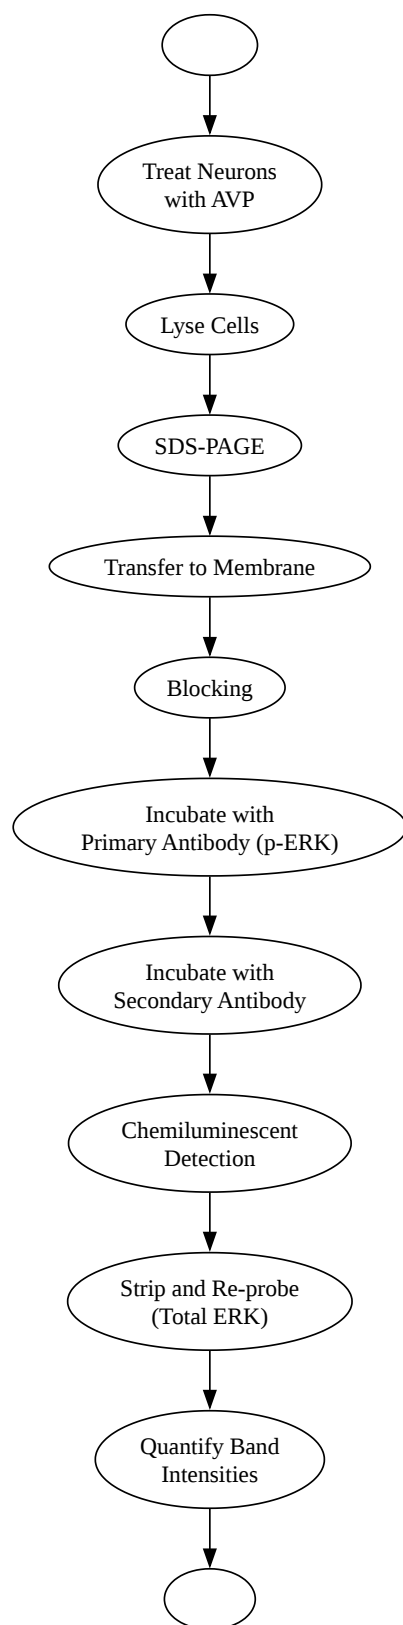 Treat Neurons
with AVP
Lyse Cells
SDS-PAGE
Transfer to Membrane
Blocking
Incubate with
Primary Antibody (p-ERK)
Incubate with
Secondary Antibody
Chemiluminescent
Detection
Strip and Re-probe
(Total ERK)
Quantify Band
Intensities